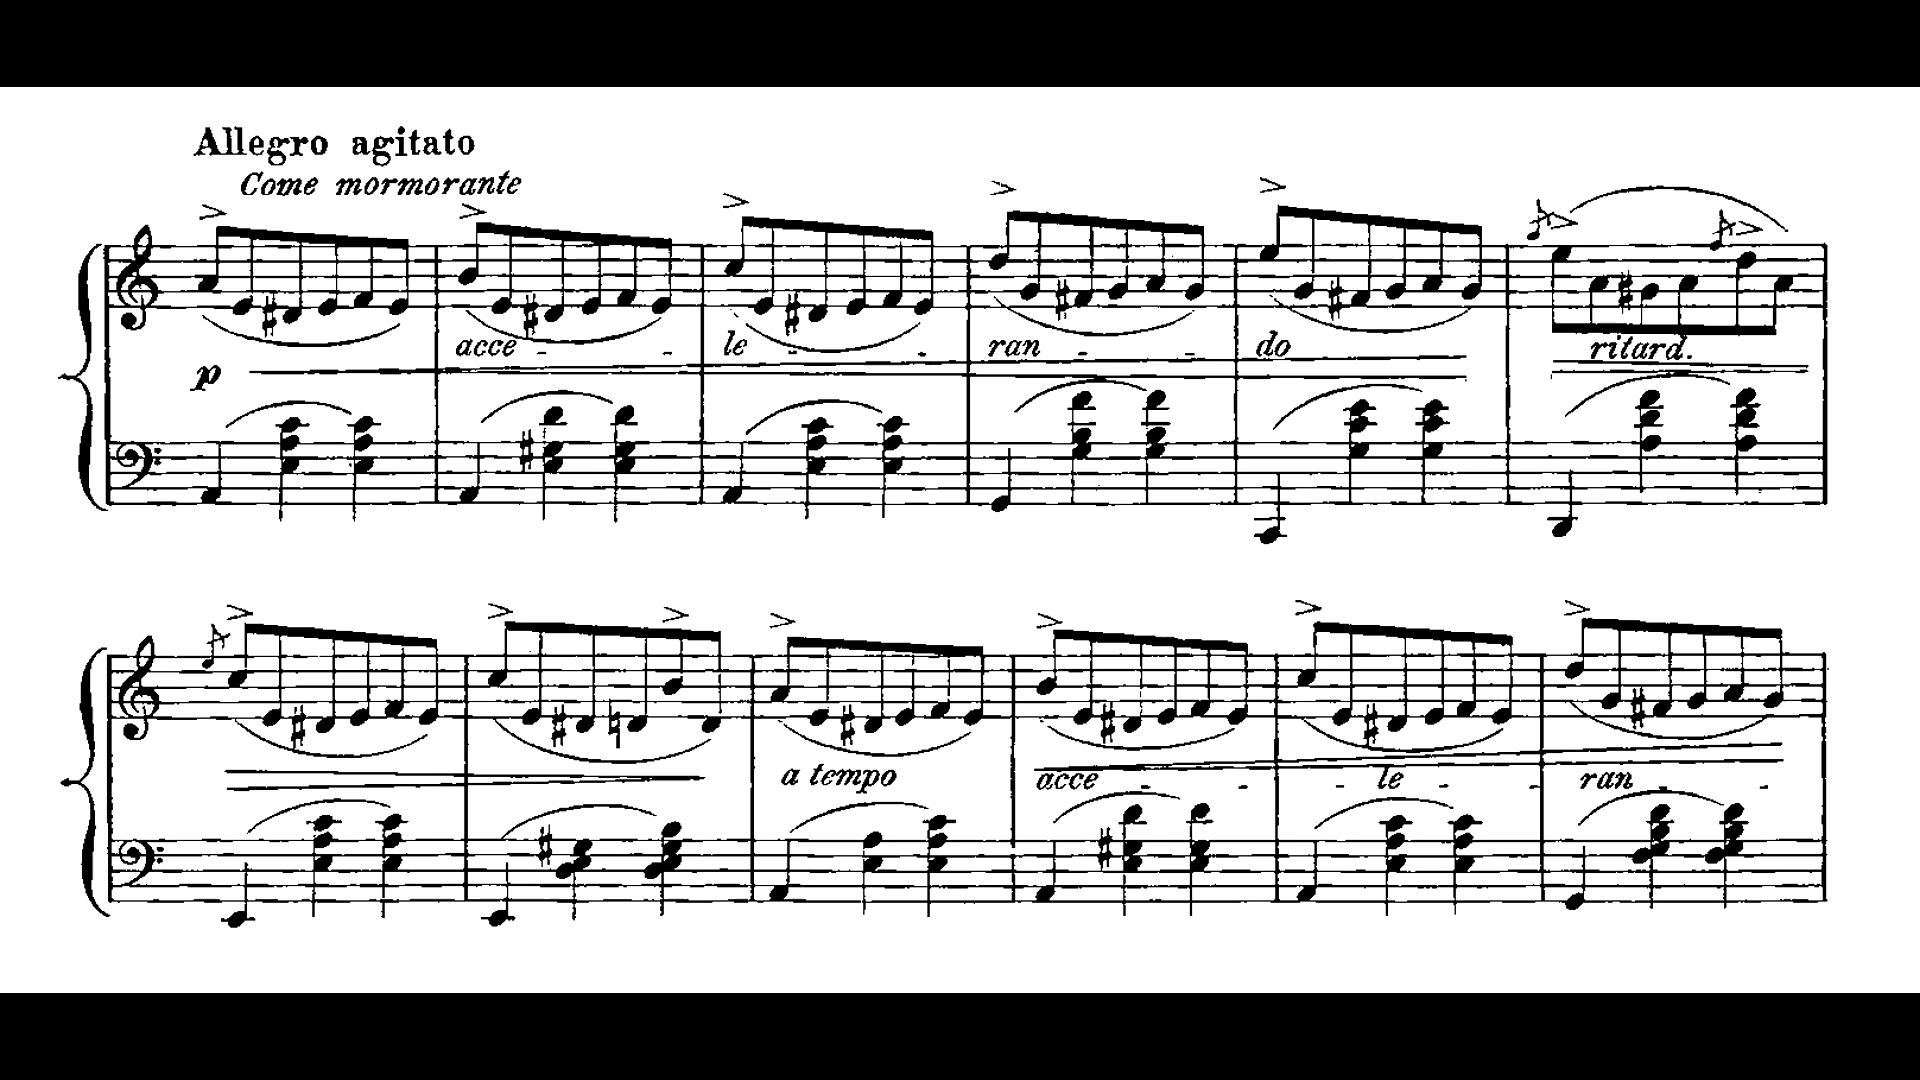 Allegro agitato
Come mormorante
acce - - le - - ran - - do
ritard.
p
a tempo
acce - - - le - - ran - -